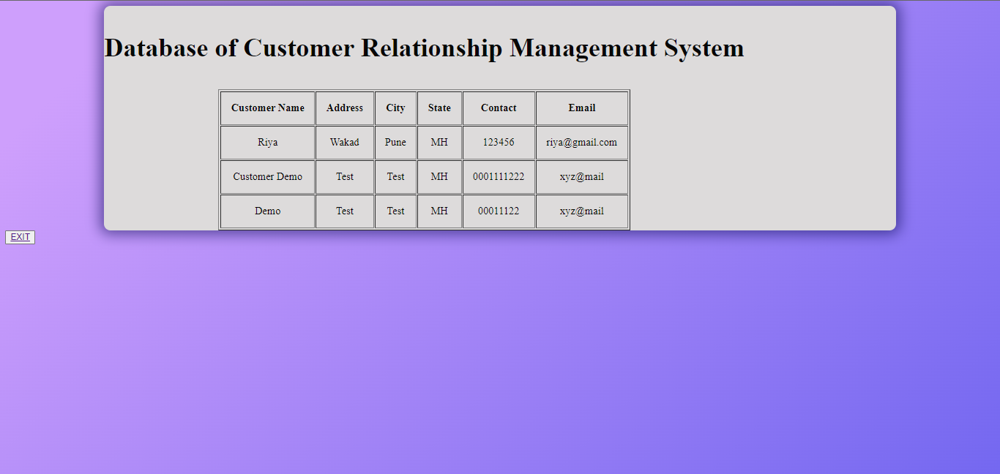 Database of Customer Relationship Management System
Customer Name Address City State Contact Email
Riya Wakad Pune MH 123456 riya@gmail.com
Customer Demo Test Test MH 0001111222 xyz@mail
Demo Test Test MH 00011122 xyz@mail
EXIT